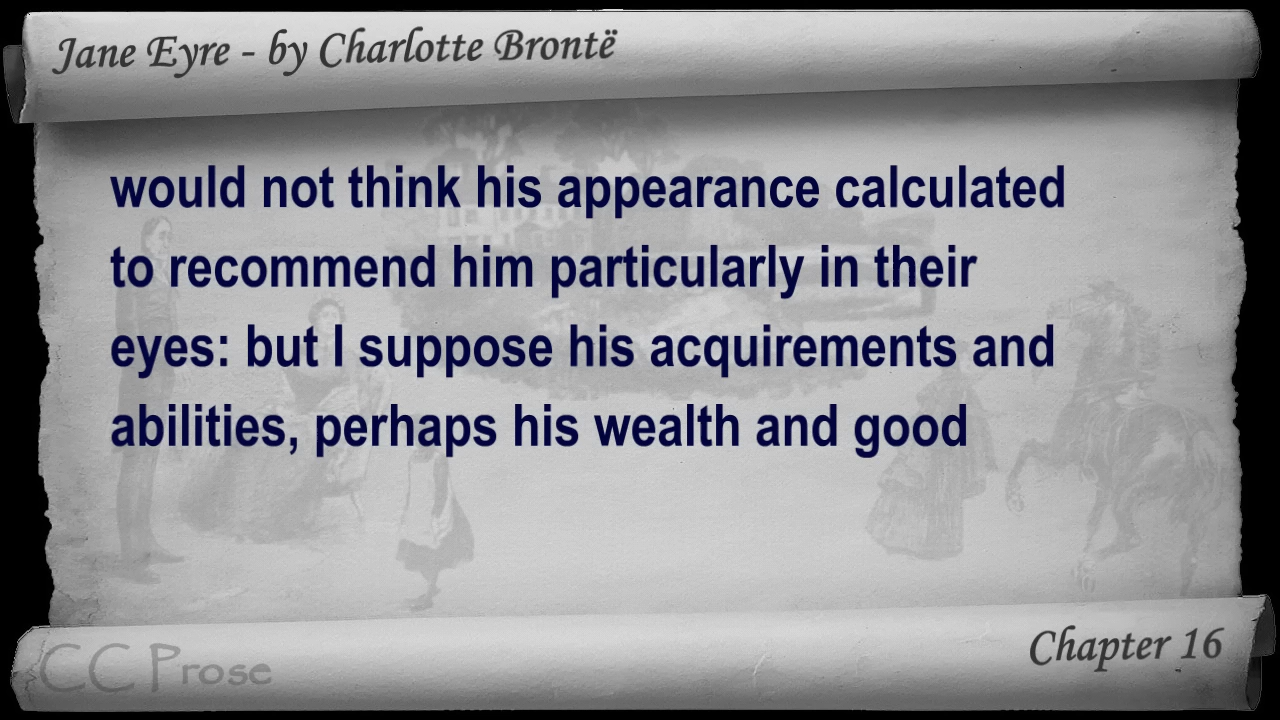 Jane Eyre - by Charlotte Brontë
would not think his appearance calculated
to recommend him particularly in their
eyes: but I suppose his acquirements and
abilities, perhaps his wealth and good
Chapter 16
CC Prose